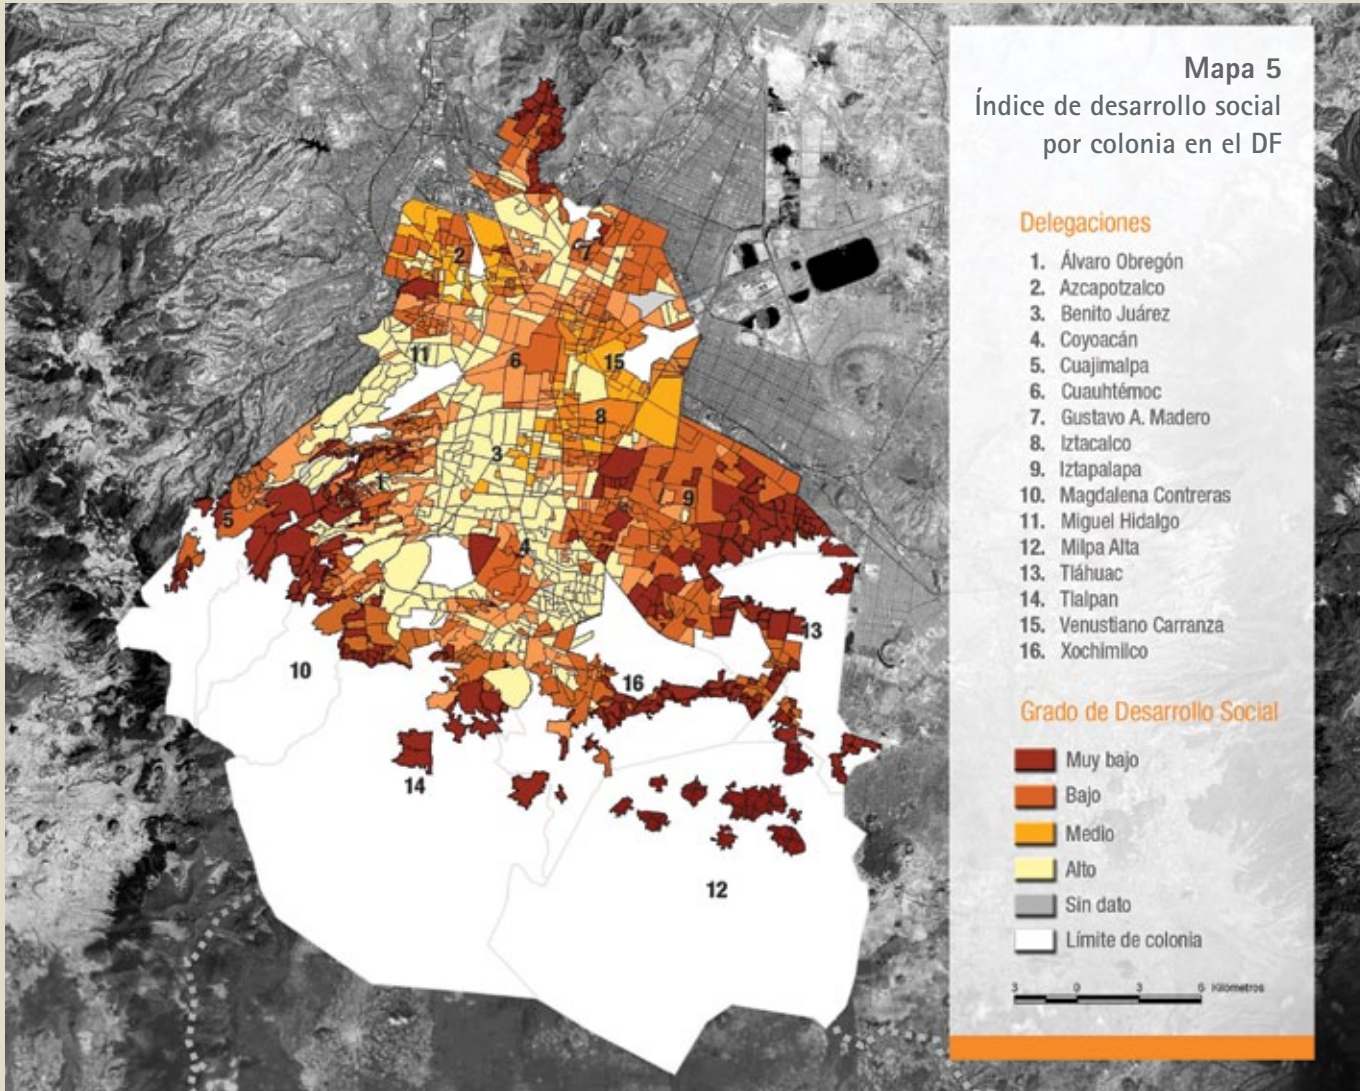 Mapa 5
Índice de desarrollo social
por colonia en el DF
Delegaciones
1. Álvaro Obregón
2. Azcapotzalco
3. Benito Juárez
4. Coyoacán
5. Cuajimalpa
6. Cuauhtémoc
7. Gustavo A. Madero
8. Iztacalco
9. Iztapalapa
10. Magdalena Contreras
11. Miguel Hidalgo
12. Milpa Alta
13. Tláhuac
14. Tlalpan
15. Venustiano Carranza
16. Xochimilco
Grado de Desarrollo Social
Muy bajo
Bajo
Medio
Alto
Sin dato
Límite de colonia
3 0 3 6 Kilómetros
2
7
11
6
15
8
3
1
9
5
4
13
10
16
14
12